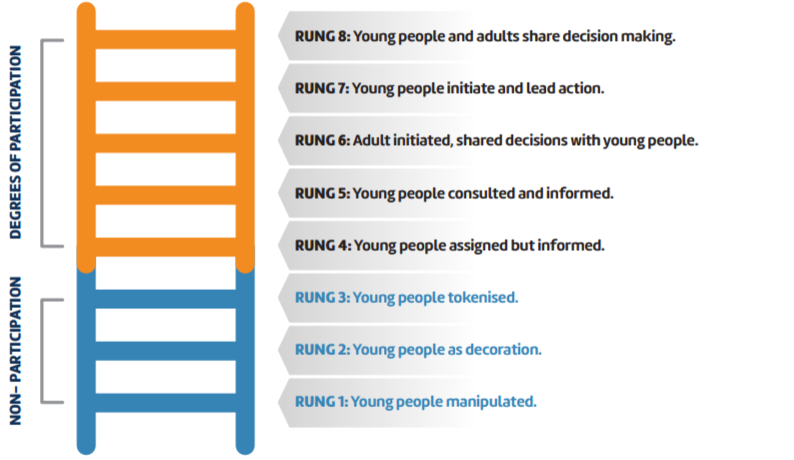 DEGREES OF PARTICIPATION
RUNG 8: Young people and adults share decision making.
RUNG 7: Young people initiate and lead action.
RUNG 6: Adult initiated, shared decisions with young people.
RUNG 5: Young people consulted and informed.
RUNG 4: Young people assigned but informed.
NON- PARTICIPATION
RUNG 3: Young people tokenised.
RUNG 2: Young people as decoration.
RUNG 1: Young people manipulated.